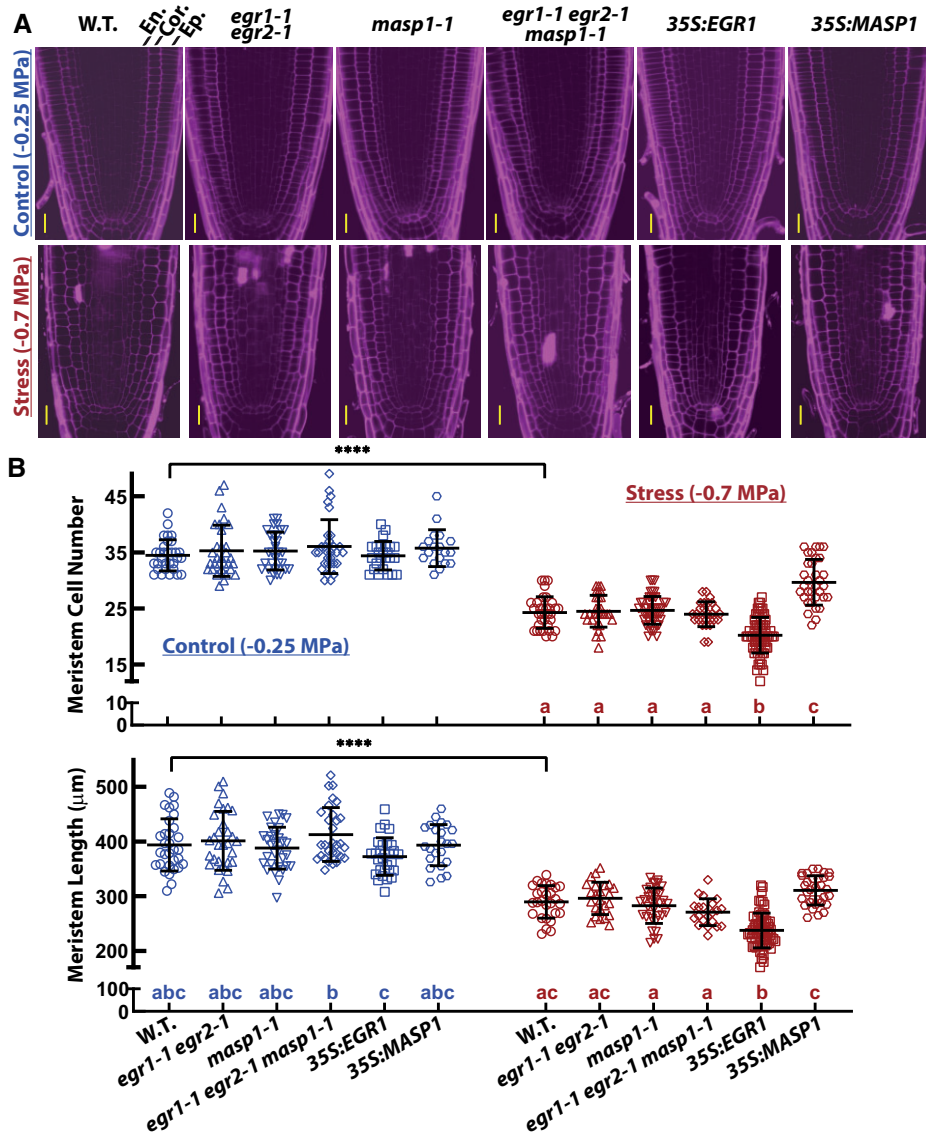 A
W.T.
En.
Cor.
Ep.
egr1-1
egr2-1
masp1-1
egr1-1 egr2-1
masp1-1
35S:EGR1
35S:MASP1
Control (-0.25 MPa)
Stress (-0.7 MPa)
B
****
Meristem Cell Number
45
35
25
15
10
0
Control (-0.25 MPa)
Stress (-0.7 MPa)
a a a a b c
****
Meristem Length (μm)
500
400
300
200
100
0
abc abc abc b c abc
ac ac a a b c
W.T.
egr1-1 egr2-1
masp1-1
egr1-1 egr2-1 masp1-1
35S:EGR1
35S:MASP1
W.T.
egr1-1 egr2-1
masp1-1
egr1-1 egr2-1 masp1-1
35S:EGR1
35S:MASP1